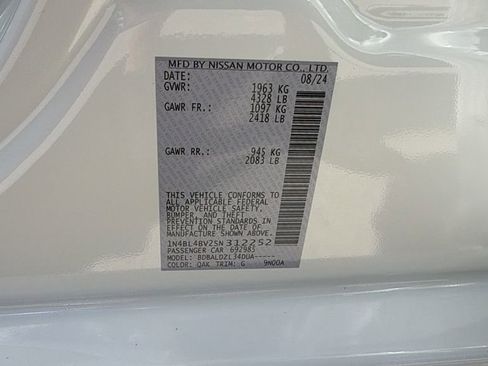 MFD BY NISSAN MOTOR CO., LTD.
DATE: 08/24
GVWR: 1963 KG
4328 LB
GAWR FR.: 1097 KG
2418 LB
GAWR RR.: 945 KG
2083 LB
THIS VEHICLE CONFORMS TO
ALL APPLICABLE FEDERAL
MOTOR VEHICLE SAFETY,
BUMPER, AND THEFT
PREVENTION STANDARDS IN
EFFECT ON THE DATE OF
MANUFACTURE SHOWN ABOVE.
1N4BL4BV2SN312252
PASSENGER CAR 692985
MODEL: BDBALDZL34DUA-----
COLOR: QAK TRIM: G 9N00A